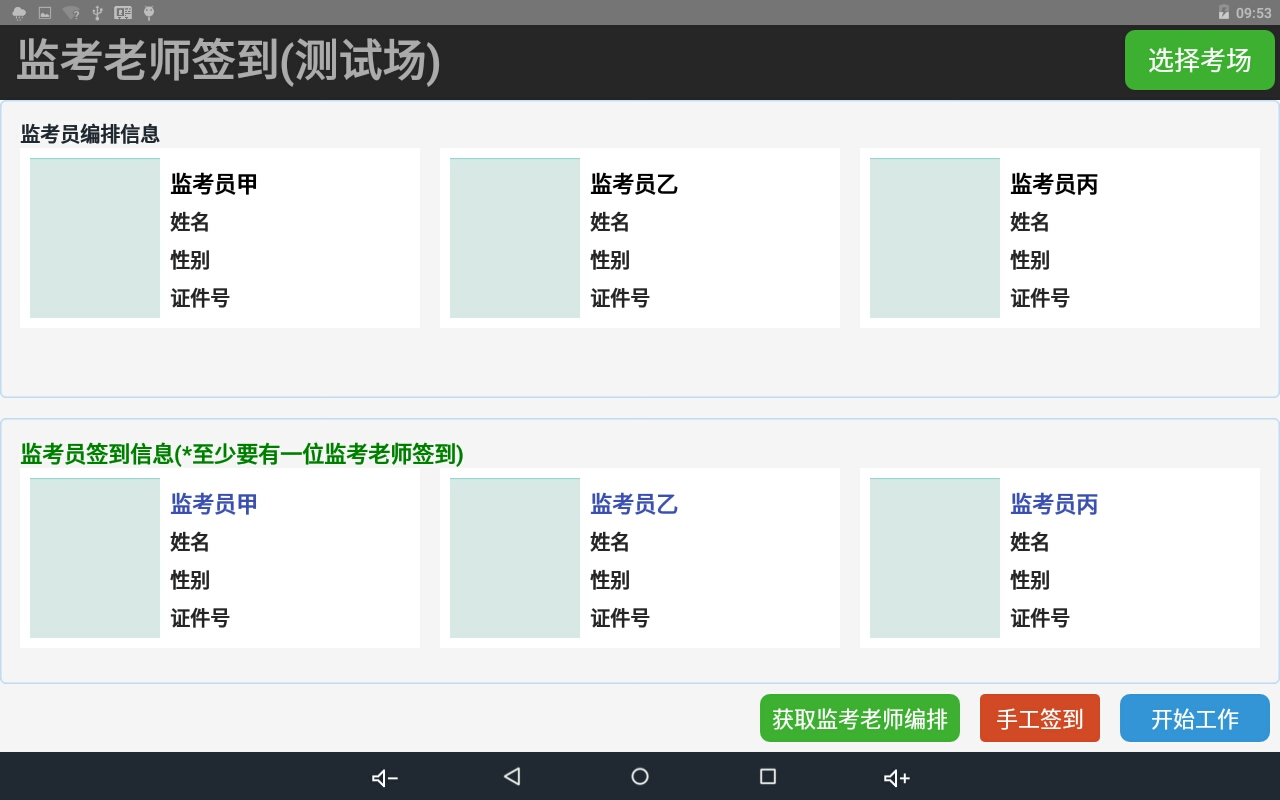 09:53
监考老师签到(测试场)
选择考场
监考员编排信息
监考员甲
姓名
性别
证件号
监考员乙
姓名
性别
证件号
监考员丙
姓名
性别
证件号
监考员签到信息(*至少要有一位监考老师签到)
监考员甲
姓名
性别
证件号
监考员乙
姓名
性别
证件号
监考员丙
姓名
性别
证件号
获取监考老师编排
手工签到
开始工作